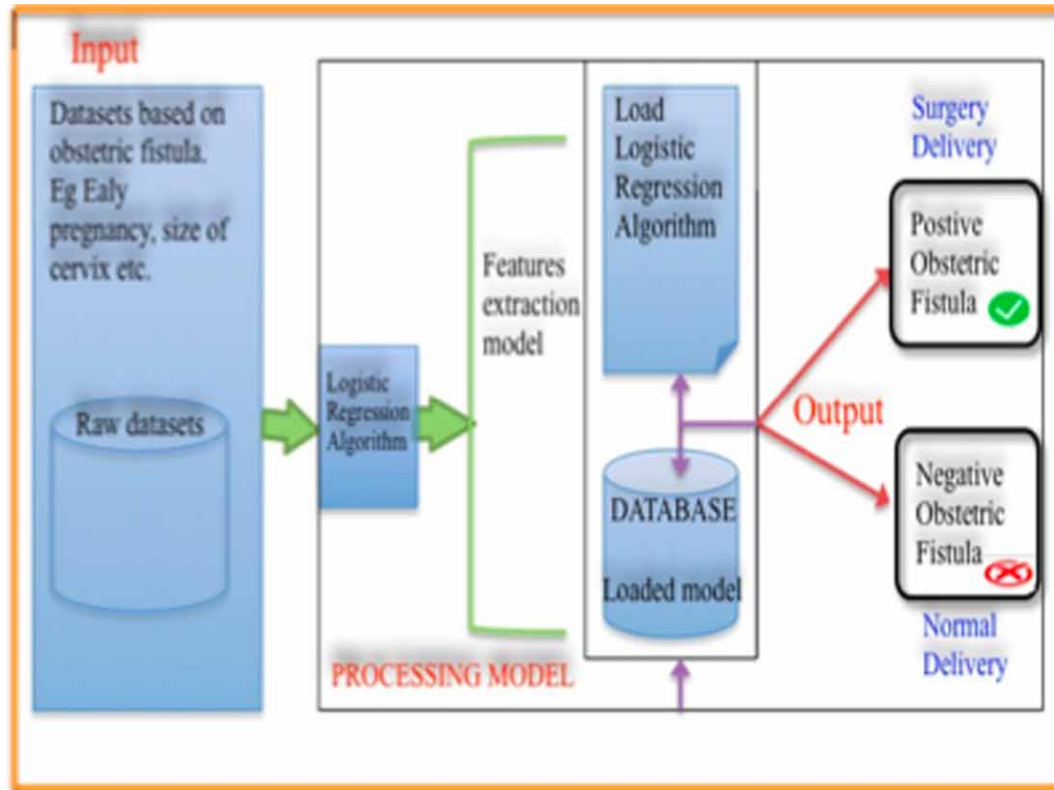 Input
Datasets based on
obstetric fistula.
Eg Ealy
pregnancy, size of
cervix etc.
Raw datasets
Logistic
Regression
Algorithm
Features
extraction
model
PROCESSING MODEL
Load
Logistic
Regression
Algorithm
DATABASE
Loaded model
Output
Surgery
Delivery
Postive
Obstetric
Fistula
Negative
Obstetric
Fistula
Normal
Delivery